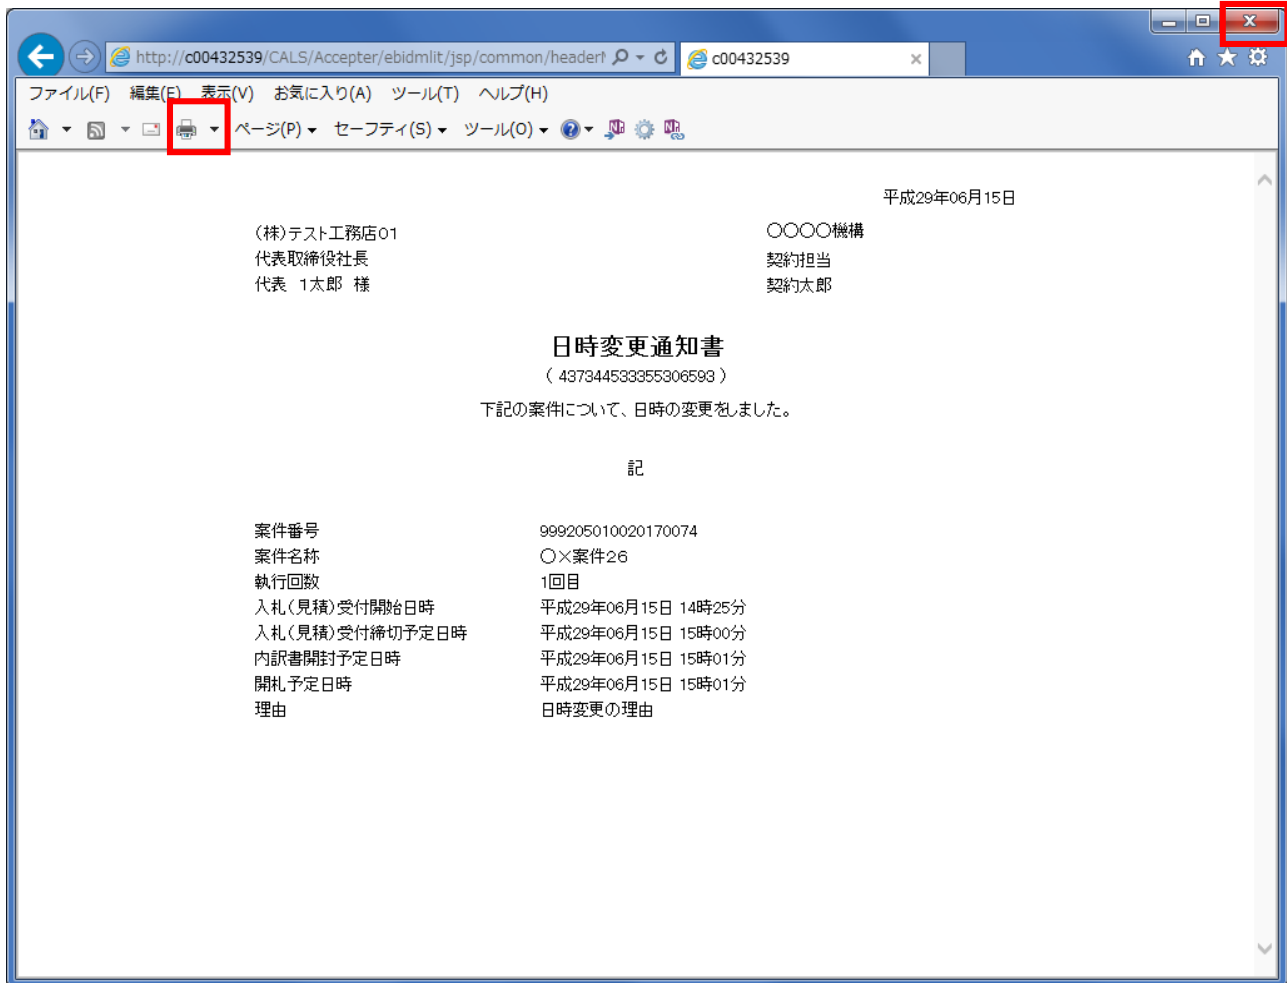 http://c00432539/CALS/Accepter/ebidmlit/jsp/common/header
c00432539
ファイル(F) 編集(E) 表示(V) お気に入り(A) ツール(T) ヘルプ(H)
ページ(P) セーフティ(S) ツール(O)
平成29年06月15日
(株)テスト工務店01
代表取締役社長
代表 1太郎 様
〇〇〇〇機構
契約担当
契約太郎
日時変更通知書
( 437344533355306593 )
下記の案件について、日時の変更をしました。
記
案件番号 999205010020170074
案件名称 〇×案件26
執行回数 1回目
入札(見積)受付開始日時 平成29年06月15日 14時25分
入札(見積)受付締切予定日時 平成29年06月15日 15時00分
内訳書開封予定日時 平成29年06月15日 15時01分
開札予定日時 平成29年06月15日 15時01分
理由 日時変更の理由